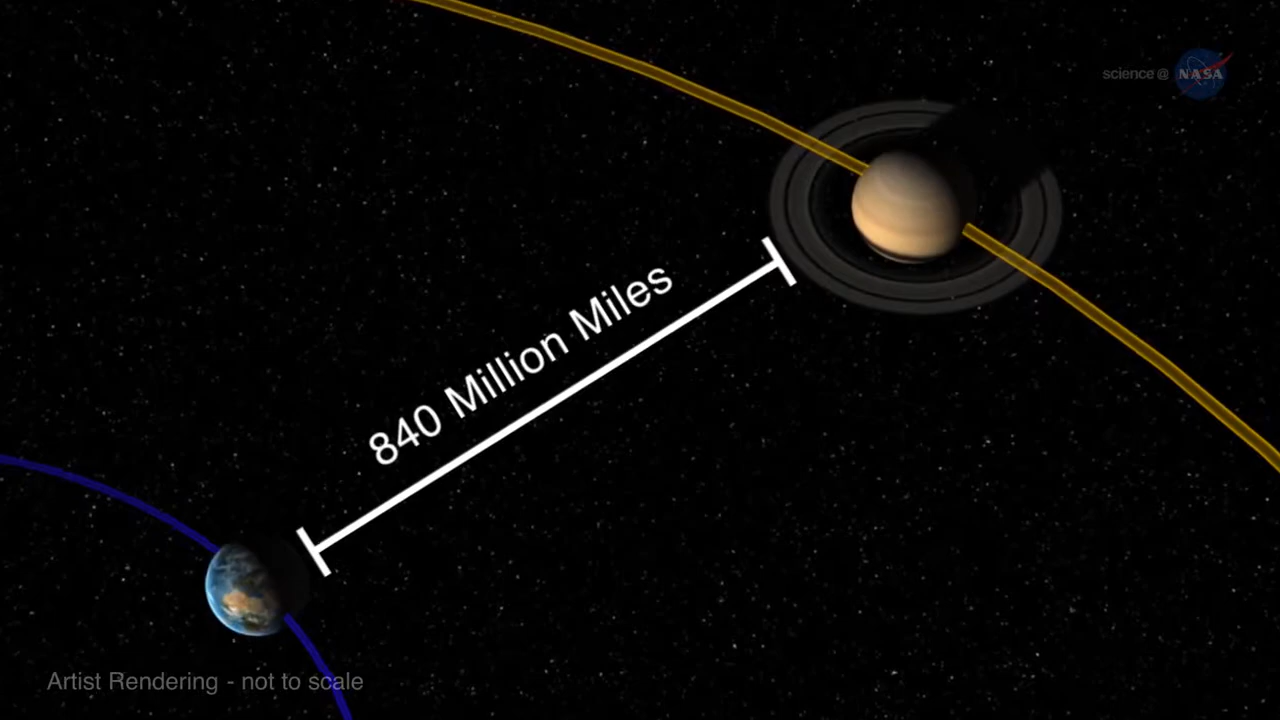 science@ NASA
840 Million Miles
Artist Rendering - not to scale